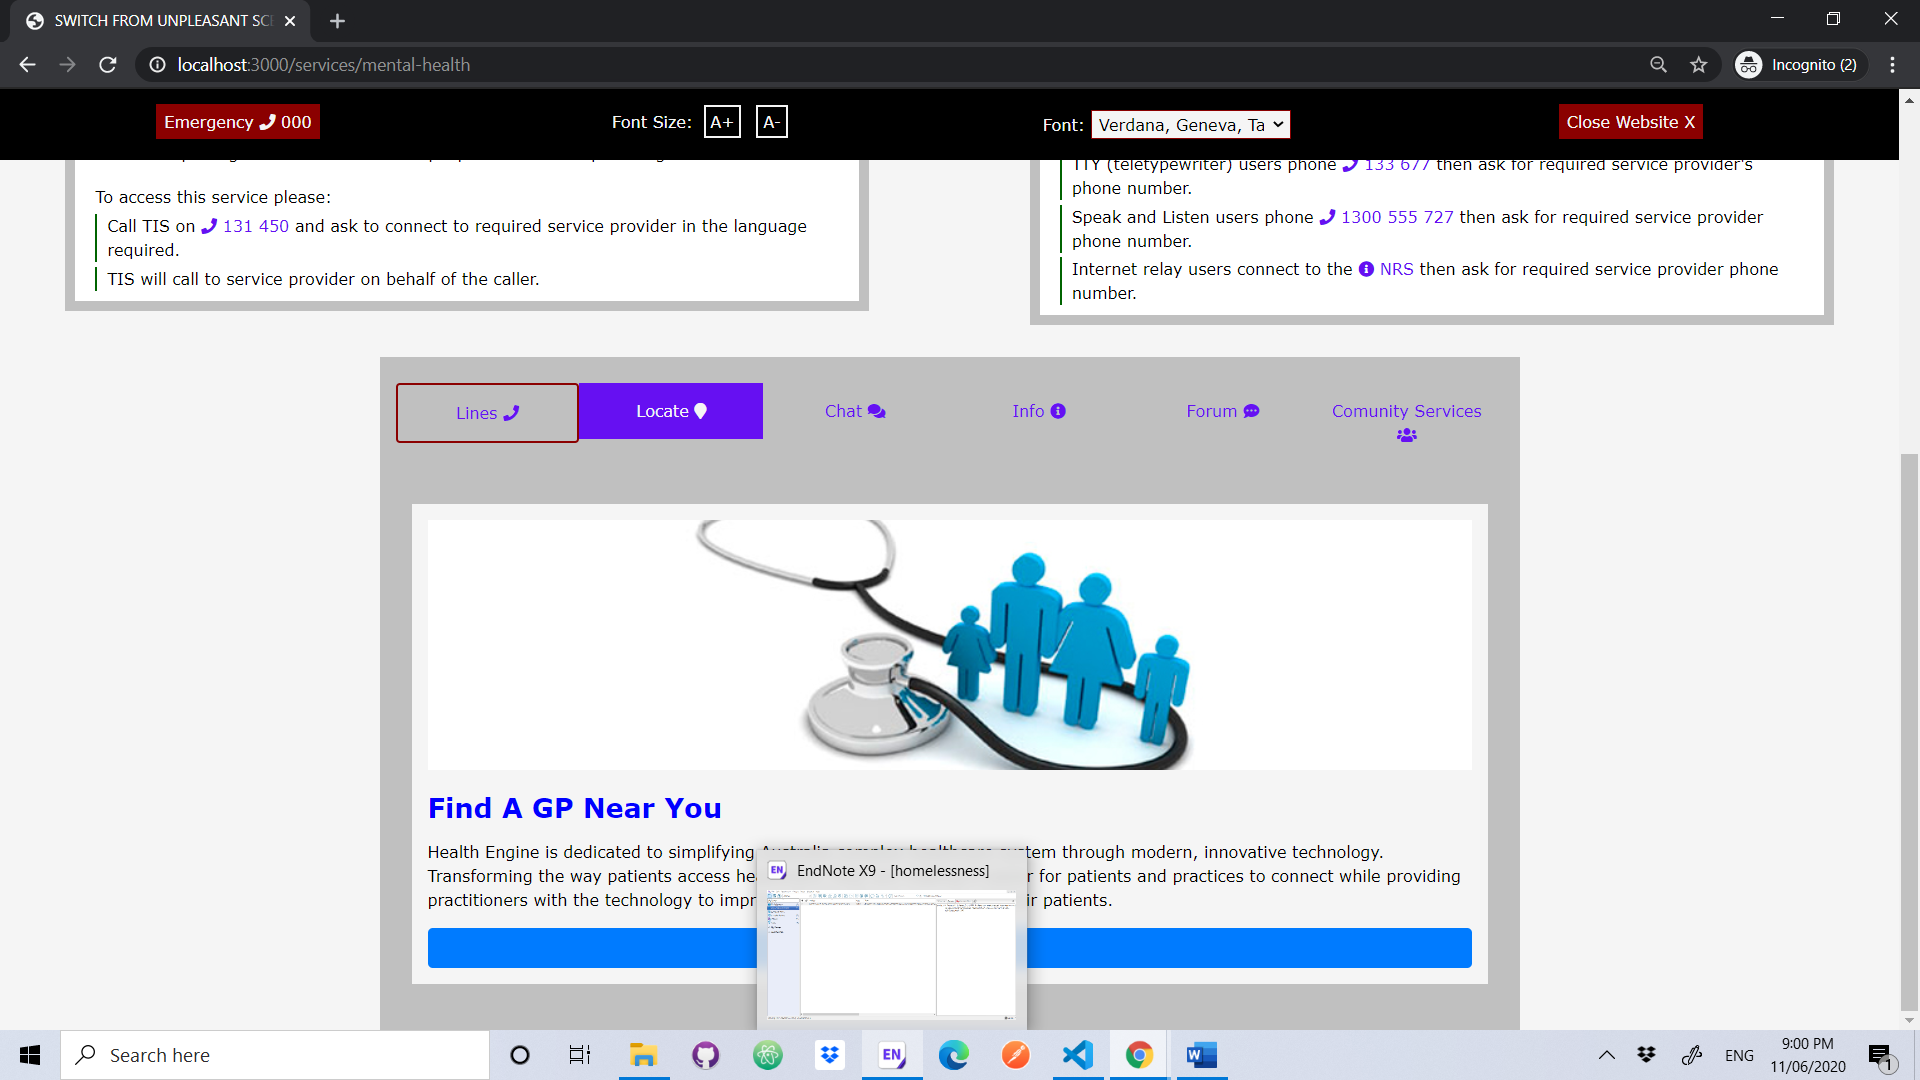 SWITCH FROM UNPLEASANT SCE
localhost:3000/services/mental-health
Incognito (2)
Emergency 000
Font Size: A+ A-
Font: Verdana, Geneva, Ta
Close Website X
To access this service please:
Call TIS on 131 450 and ask to connect to required service provider in the language
required.
TIS will call to service provider on behalf of the caller.
TTY (teletypewriter) users phone 133 677 then ask for required service provider's
phone number.
Speak and Listen users phone 1300 555 727 then ask for required service provider
phone number.
Internet relay users connect to the NRS then ask for required service provider phone
number.
Lines
Locate
Chat
Info
Forum
Comunity Services
Find A GP Near You
Health Engine is dedicated to simplifying Australia complex healthcare system through modern, innovative technology.
Transforming the way patients access he r for patients and practices to connect while providing
practitioners with the technology to impr ir patients.
EN EndNote X9 - [homelessness]
Search here
EN
W
ENG
9:00 PM
11/06/2020
1